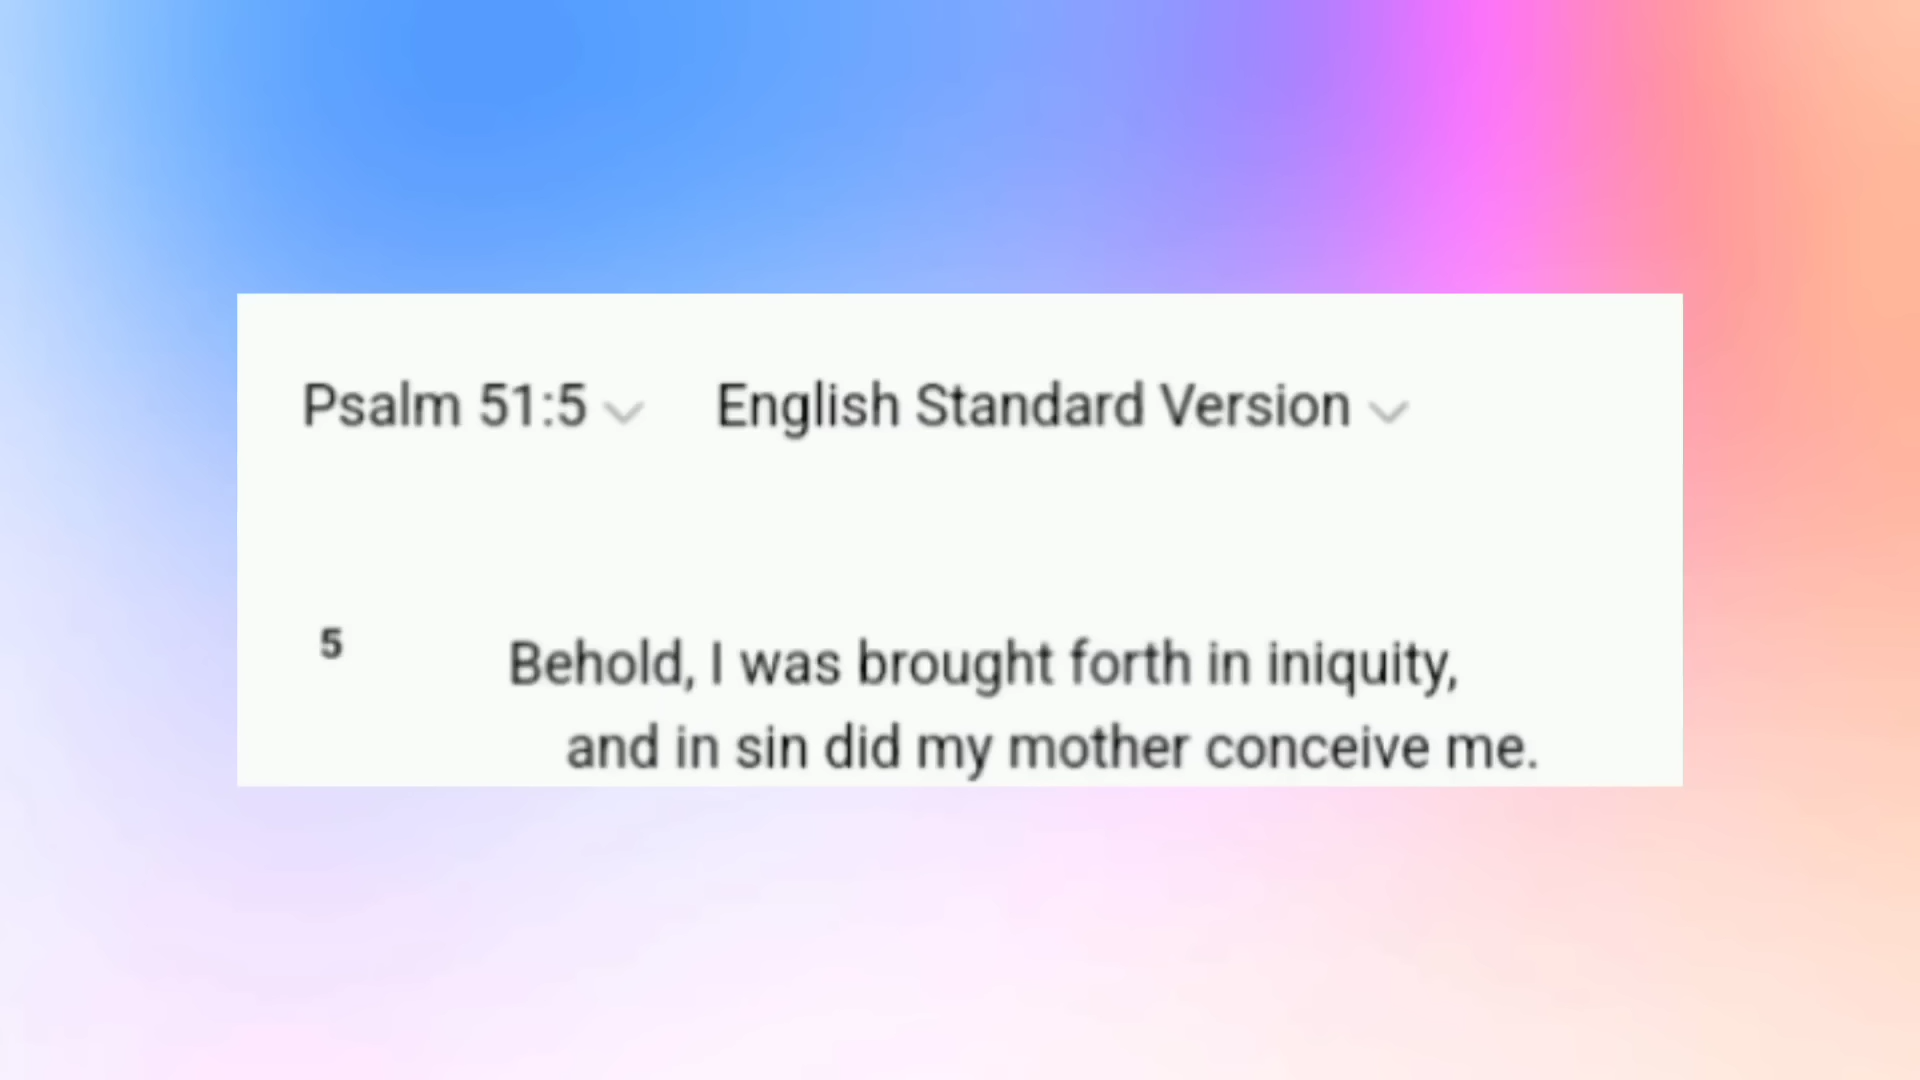 Psalm 51:5 English Standard Version
5 Behold, I was brought forth in iniquity,
and in sin did my mother conceive me.